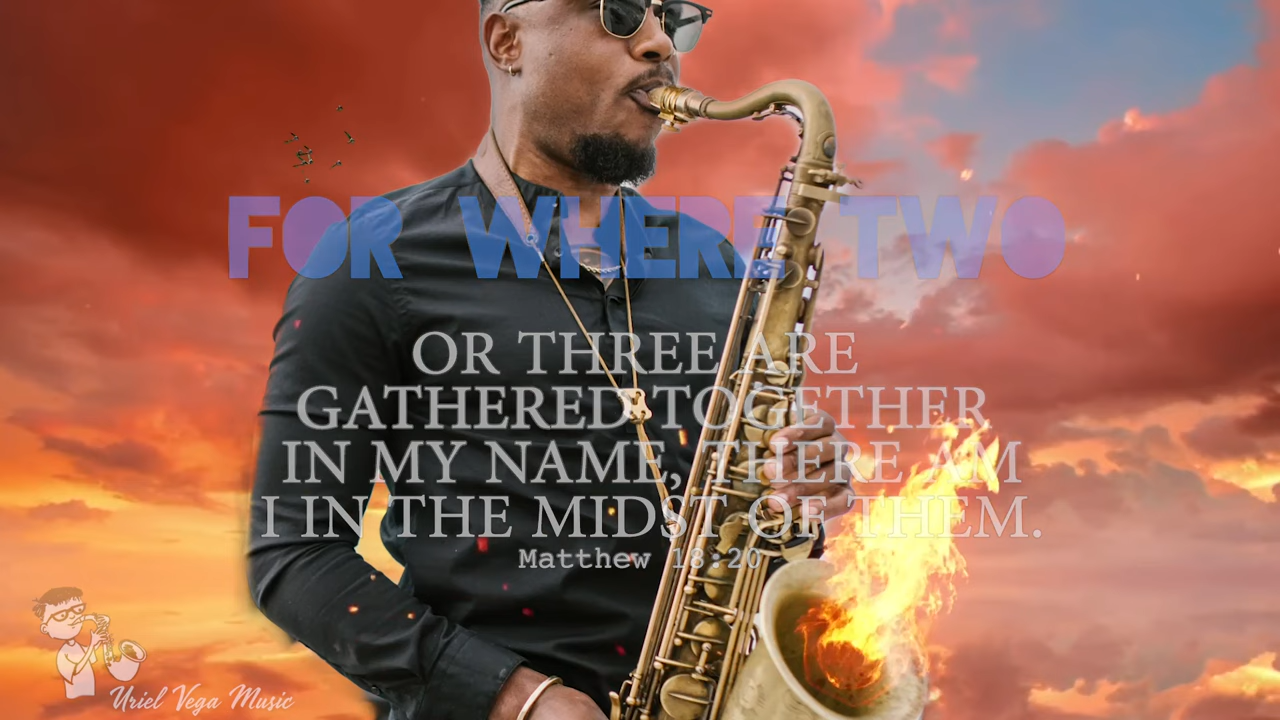 FOR WHERE TWO
OR THREE ARE
GATHERED TOGETHER
IN MY NAME, THERE AM
I IN THE MIDST OF THEM.
Matthew 18:20
Uriel Vega Music